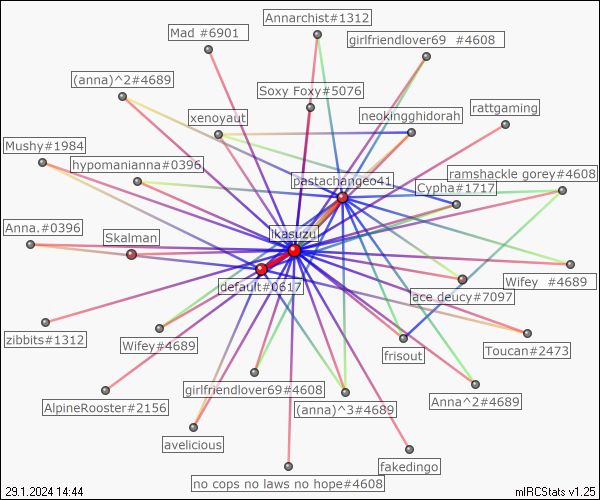 Annarchist#1312
Mad #6901
girlfriendlover69 #4608
(anna)^2#4689
Soxy Foxy#5076
xenoyaut
neokingghidorah
rattgaming
Mushy#1984
hypomanianna#0396
pastachangeo41
ramshackle gorey#4608
Cypha#1717
Anna.#0396
Skalman
ikasuzu
default#0617
ace deucy#7097
Wifey #4689
zibbits#1312
Wifey#4689
frisout
Toucan#2473
girlfriendlover69#4608
AlpineRooster#2156
(anna)^3#4689
Anna^2#4689
avelicious
fakedingo
no cops no laws no hope#4608
29.1.2024 14:44
mIRCStats v1.25